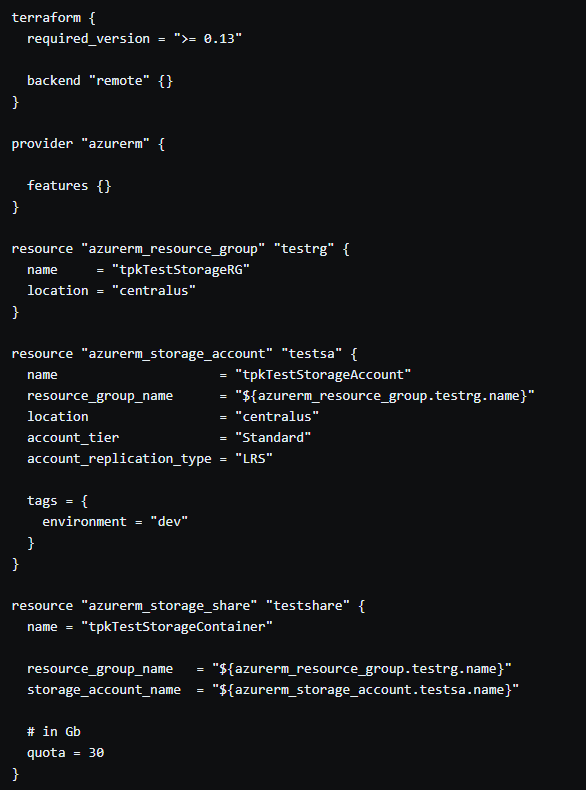 terraform {
  required_version = ">= 0.13"
  backend "remote" {}
}
provider "azurerm" {
  features {}
}
resource "azurerm_resource_group" "testrg" {
  name     = "tpkTestStorageRG"
  location = "centralus"
}
resource "azurerm_storage_account" "testsa" {
  name                     = "tpkTestStorageAccount"
  resource_group_name      = "${azurerm_resource_group.testrg.name}"
  location                 = "centralus"
  account_tier             = "Standard"
  account_replication_type = "LRS"
  tags = {
    environment = "dev"
  }
}
resource "azurerm_storage_share" "testshare" {
  name = "tpkTestStorageContainer"
  resource_group_name   = "${azurerm_resource_group.testrg.name}"
  storage_account_name  = "${azurerm_storage_account.testsa.name}"
  # in Gb
  quota = 30
}